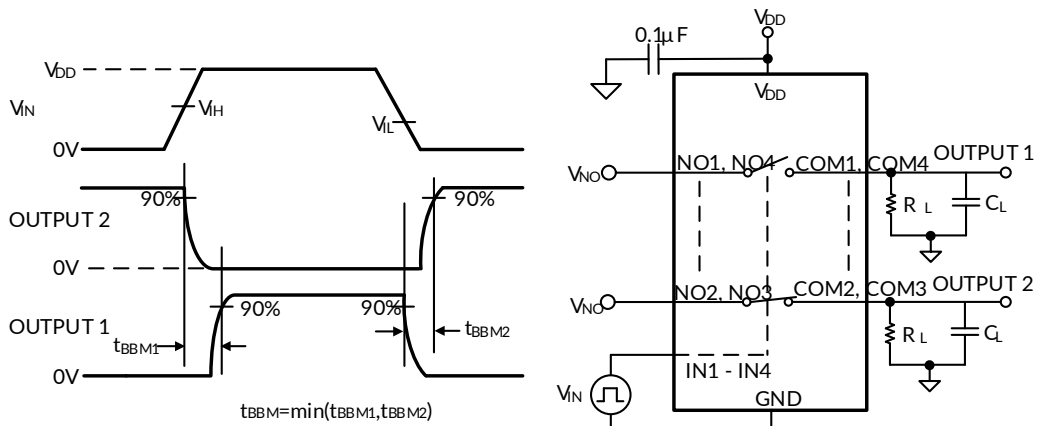 VDD
VIN
VIH
VIL
0V
90%
90%
OUTPUT 2
0V
90%
90%
OUTPUT 1
tBBM1
tBBM2
0V
tBBM=min(tBBM1,tBBM2)
VDD
0.1µF
VDD
VNO
NO1, NO4
COM1, COM4
OUTPUT 1
RL
CL
VNO
NO2, NO3
COM2, COM3
OUTPUT 2
RL
CL
VIN
IN1 - IN4
GND